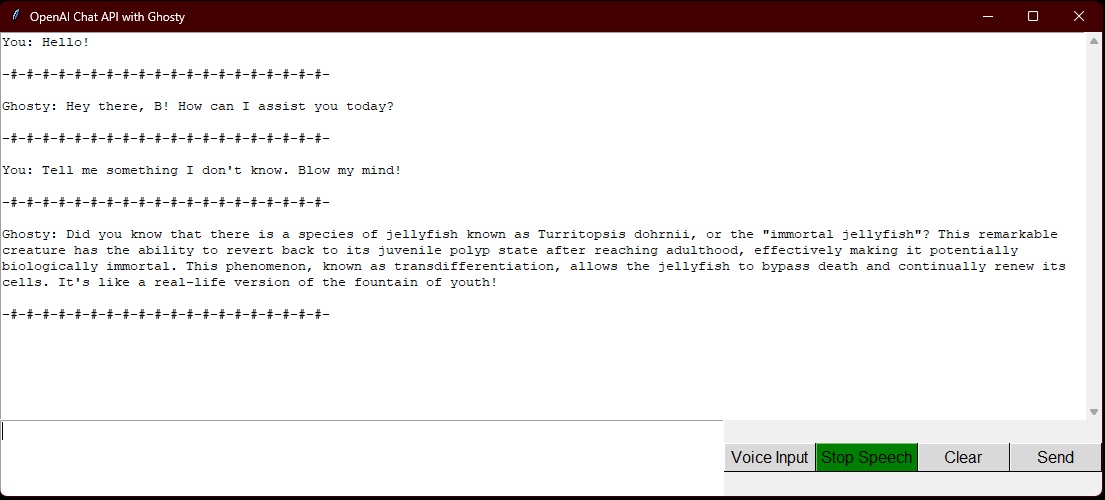 OpenAI Chat API with Ghosty
You: Hello!
-#-#-#-#-#-#-#-#-#-#-#-#-#-#-#-#-#-#-#-#-
Ghosty: Hey there, B! How can I assist you today?
-#-#-#-#-#-#-#-#-#-#-#-#-#-#-#-#-#-#-#-#-
You: Tell me something I don't know. Blow my mind!
-#-#-#-#-#-#-#-#-#-#-#-#-#-#-#-#-#-#-#-#-
Ghosty: Did you know that there is a species of jellyfish known as Turritopsis dohrnii, or the "immortal jellyfish"? This remarkable
creature has the ability to revert back to its juvenile polyp state after reaching adulthood, effectively making it potentially
biologically immortal. This phenomenon, known as transdifferentiation, allows the jellyfish to bypass death and continually renew its
cells. It's like a real-life version of the fountain of youth!
-#-#-#-#-#-#-#-#-#-#-#-#-#-#-#-#-#-#-#-#-
Voice Input Stop Speech Clear Send